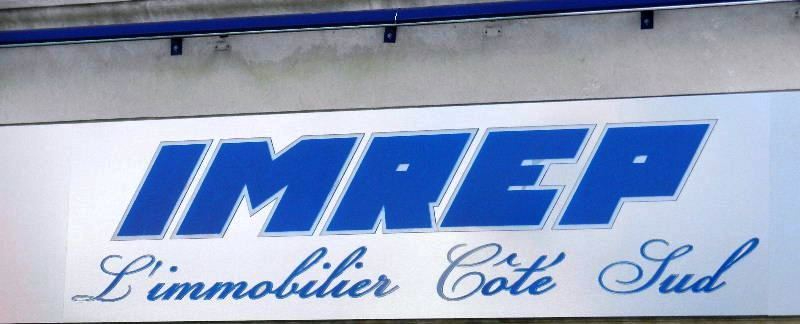 IMREP
L'immobilier Côté Sud